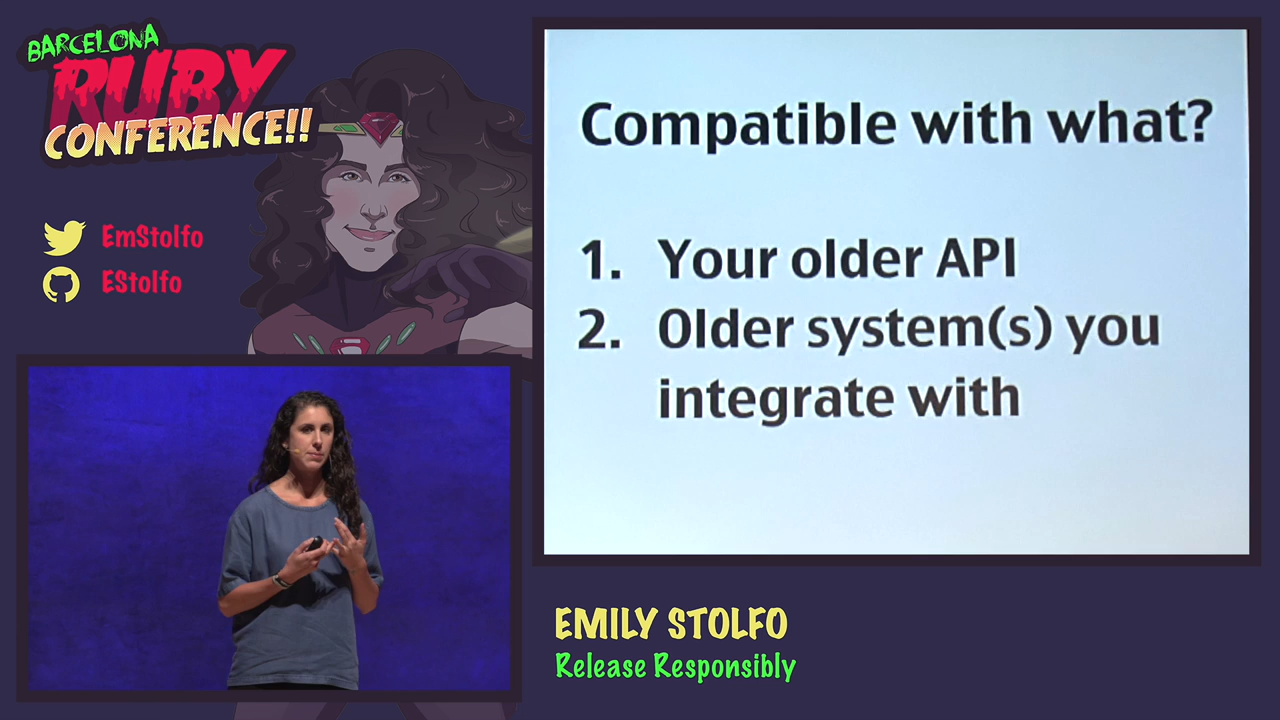 BARCELONA
RUBY
CONFERENCE!!
EmStolfo
EStolfo
Compatible with what?
1. Your older API
2. Older system(s) you
integrate with
EMILY STOLFO
Release Responsibly